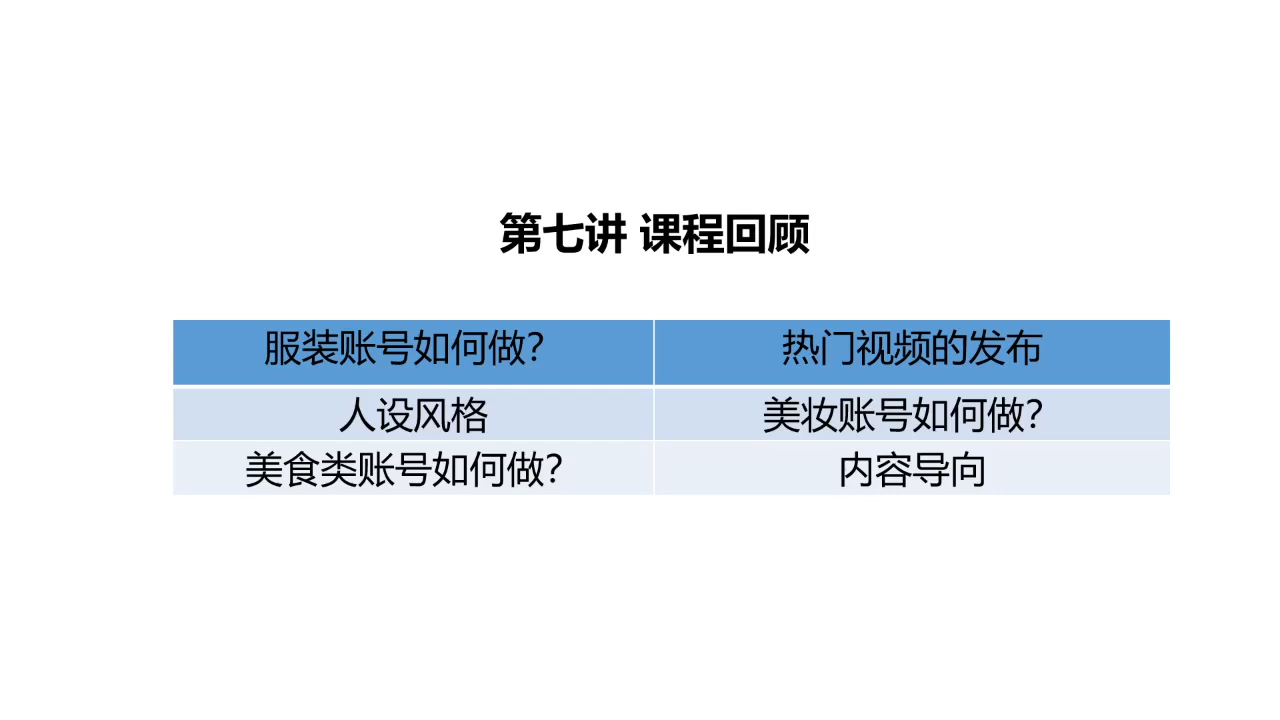 第七讲 课程回顾
服装账号如何做? 热门视频的发布
人设风格 美妆账号如何做?
美食类账号如何做? 内容导向